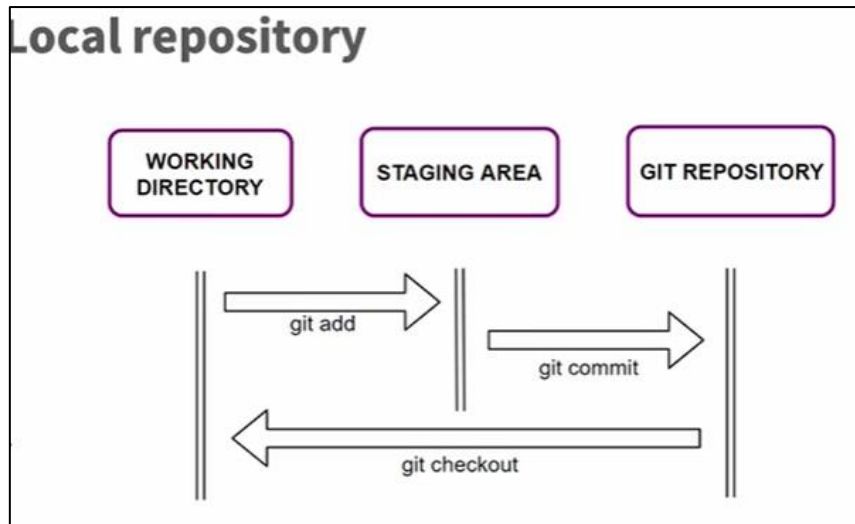 Local repository
WORKING
DIRECTORY
STAGING AREA
GIT REPOSITORY
git add
git commit
git checkout